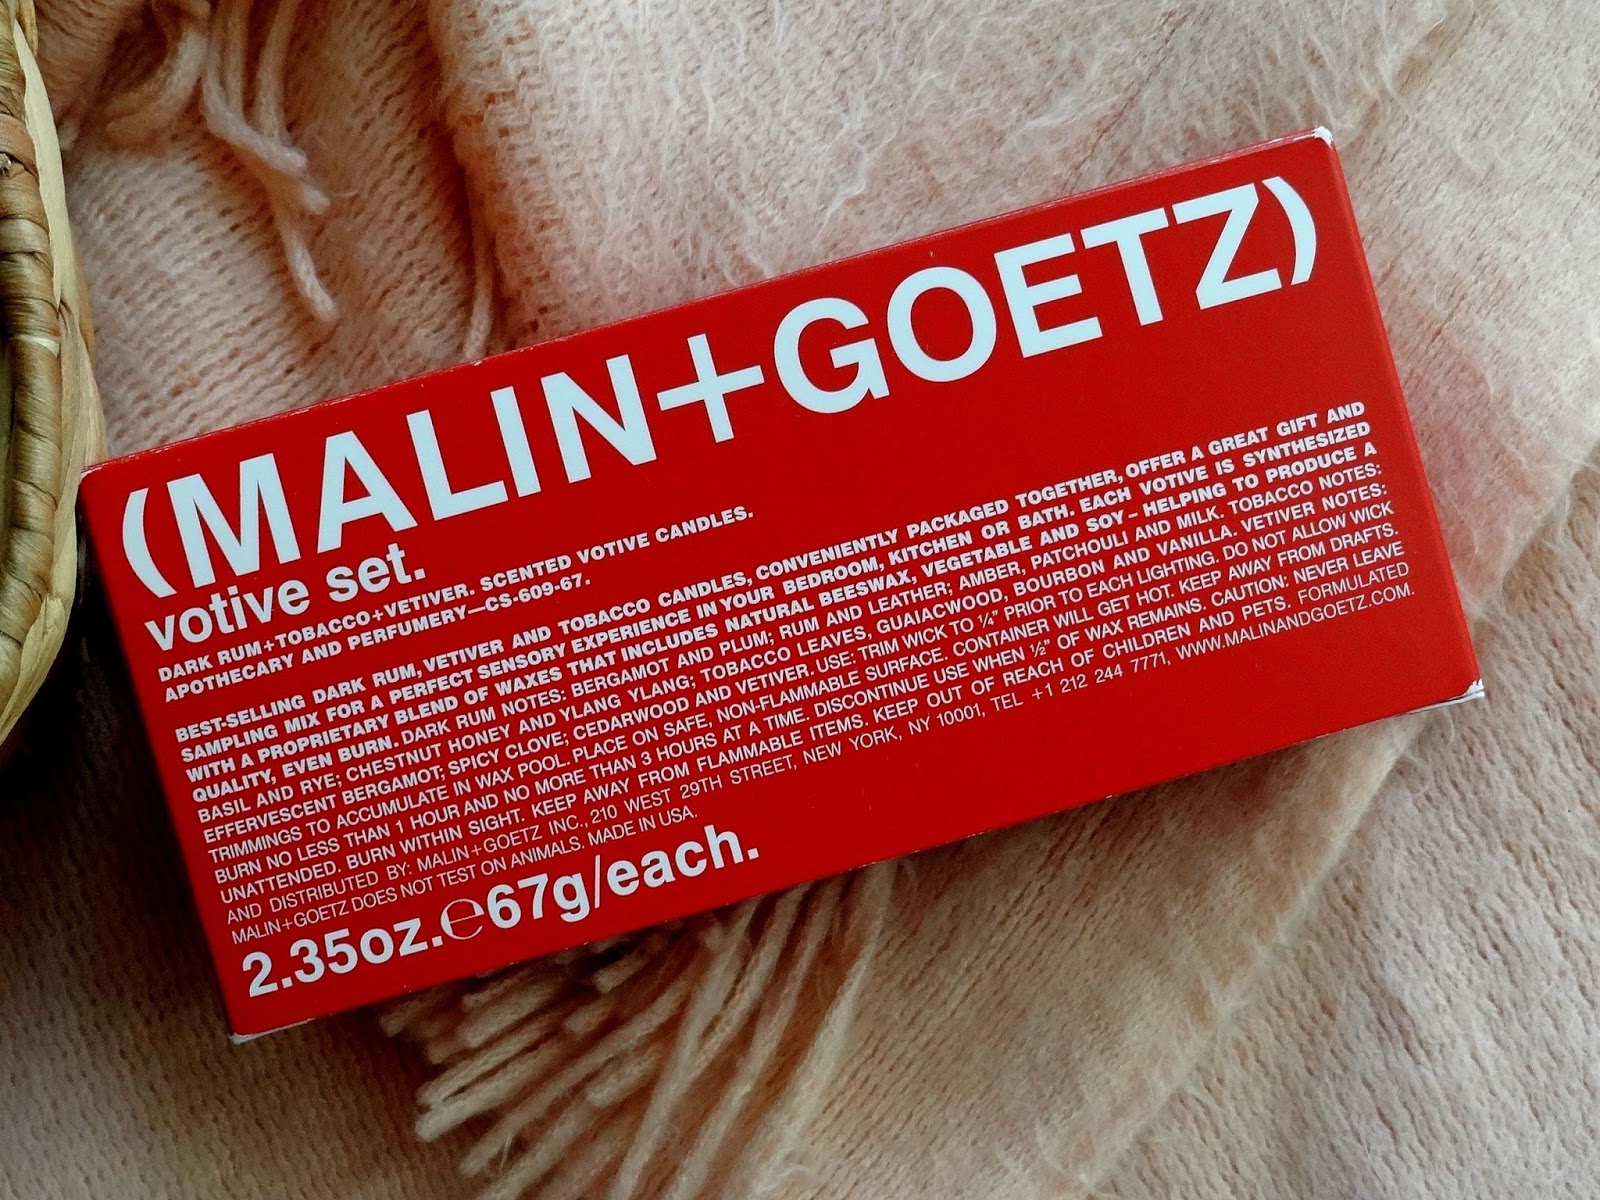 (MALIN+GOETZ)
votive set.
DARK RUM+TOBACCO+VETIVER. SCENTED VOTIVE CANDLES.
APOTHECARY AND PERFUMERY—CS-609-67.
BEST-SELLING DARK RUM, VETIVER AND TOBACCO CANDLES, CONVENIENTLY PACKAGED TOGETHER, OFFER A GREAT GIFT AND
SAMPLING MIX FOR A PERFECT SENSORY EXPERIENCE IN YOUR BEDROOM, KITCHEN OR BATH. EACH VOTIVE IS SYNTHESIZED
WITH A PROPRIETARY BLEND OF WAXES THAT INCLUDES NATURAL BEESWAX, VEGETABLE AND SOY - HELPING TO PRODUCE A
QUALITY, EVEN BURN. DARK RUM NOTES: BERGAMOT AND PLUM; RUM AND LEATHER; AMBER, PATCHOULI AND MILK. TOBACCO NOTES:
BASIL AND RYE; CHESTNUT HONEY AND YLANG YLANG; TOBACCO LEAVES, GUAIACWOOD, BOURBON AND VANILLA. VETIVER NOTES:
EFFERVESCENT BERGAMOT; SPICY CLOVE; CEDARWOOD AND VETIVER. USE: TRIM WICK TO ¼” PRIOR TO EACH LIGHTING. DO NOT ALLOW WICK
TRIMMINGS TO ACCUMULATE IN WAX POOL. PLACE ON SAFE, NON-FLAMMABLE SURFACE. CONTAINER WILL GET HOT. KEEP AWAY FROM DRAFTS.
BURN NO LESS THAN 1 HOUR AND NO MORE THAN 3 HOURS AT A TIME. DISCONTINUE USE WHEN ½” OF WAX REMAINS. CAUTION: NEVER LEAVE
UNATTENDED. BURN WITHIN SIGHT. KEEP AWAY FROM FLAMMABLE ITEMS. KEEP OUT OF REACH OF CHILDREN AND PETS. FORMULATED
AND DISTRIBUTED BY: MALIN+GOETZ INC., 210 WEST 29TH STREET, NEW YORK, NY 10001, TEL +1 212 244 7771, WWW.MALINANDGOETZ.COM.
MALIN+GOETZ DOES NOT TEST ON ANIMALS. MADE IN USA.
2.35oz.℮67g/each.